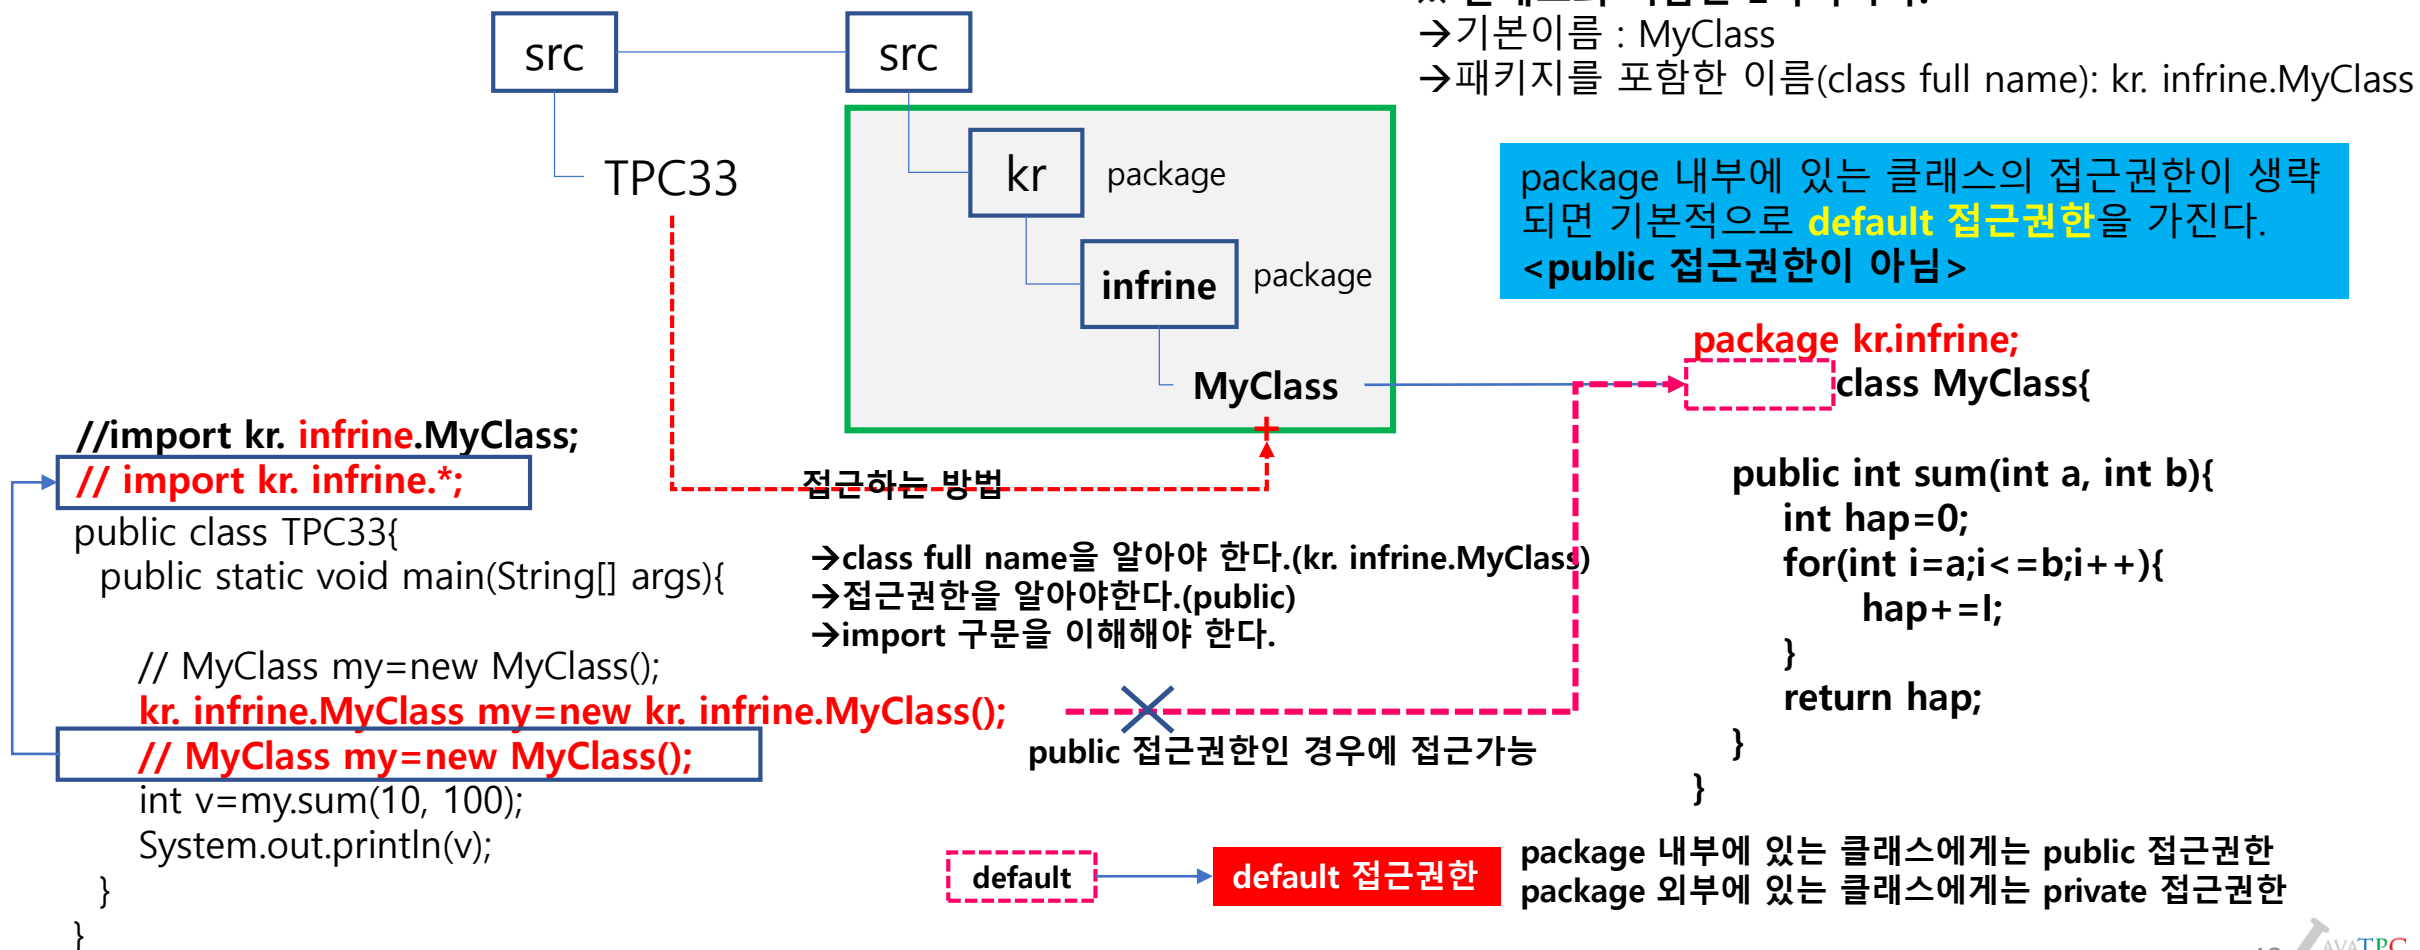 src
src
→기본이름 : MyClass
→패키지를 포함한 이름(class full name): kr. infrine.MyClass
kr
package
TPC33
package 내부에 있는 클래스의 접근권한이 생략
되면 기본적으로 default 접근권한을 가진다.
<public 접근권한이 아님>
infrine
package
MyClass
package kr.infrine;
class MyClass{
public int sum(int a, int b){
int hap=0;
for(int i=a;i<=b;i++){
hap+=I;
}
return hap;
}
}
//import kr. infrine.MyClass;
// import kr. infrine.*;
public class TPC33{
public static void main(String[] args){
// MyClass my=new MyClass();
kr. infrine.MyClass my=new kr. infrine.MyClass();
// MyClass my=new MyClass();
int v=my.sum(10, 100);
System.out.println(v);
}
}
접근하는 방법
→class full name을 알아야 한다.(kr. infrine.MyClass)
→접근권한을 알아야한다.(public)
→import 구문을 이해해야 한다.
public 접근권한인 경우에 접근가능
default
default 접근권한
package 내부에 있는 클래스에게는 public 접근권한
package 외부에 있는 클래스에게는 private 접근권한
AVATPC